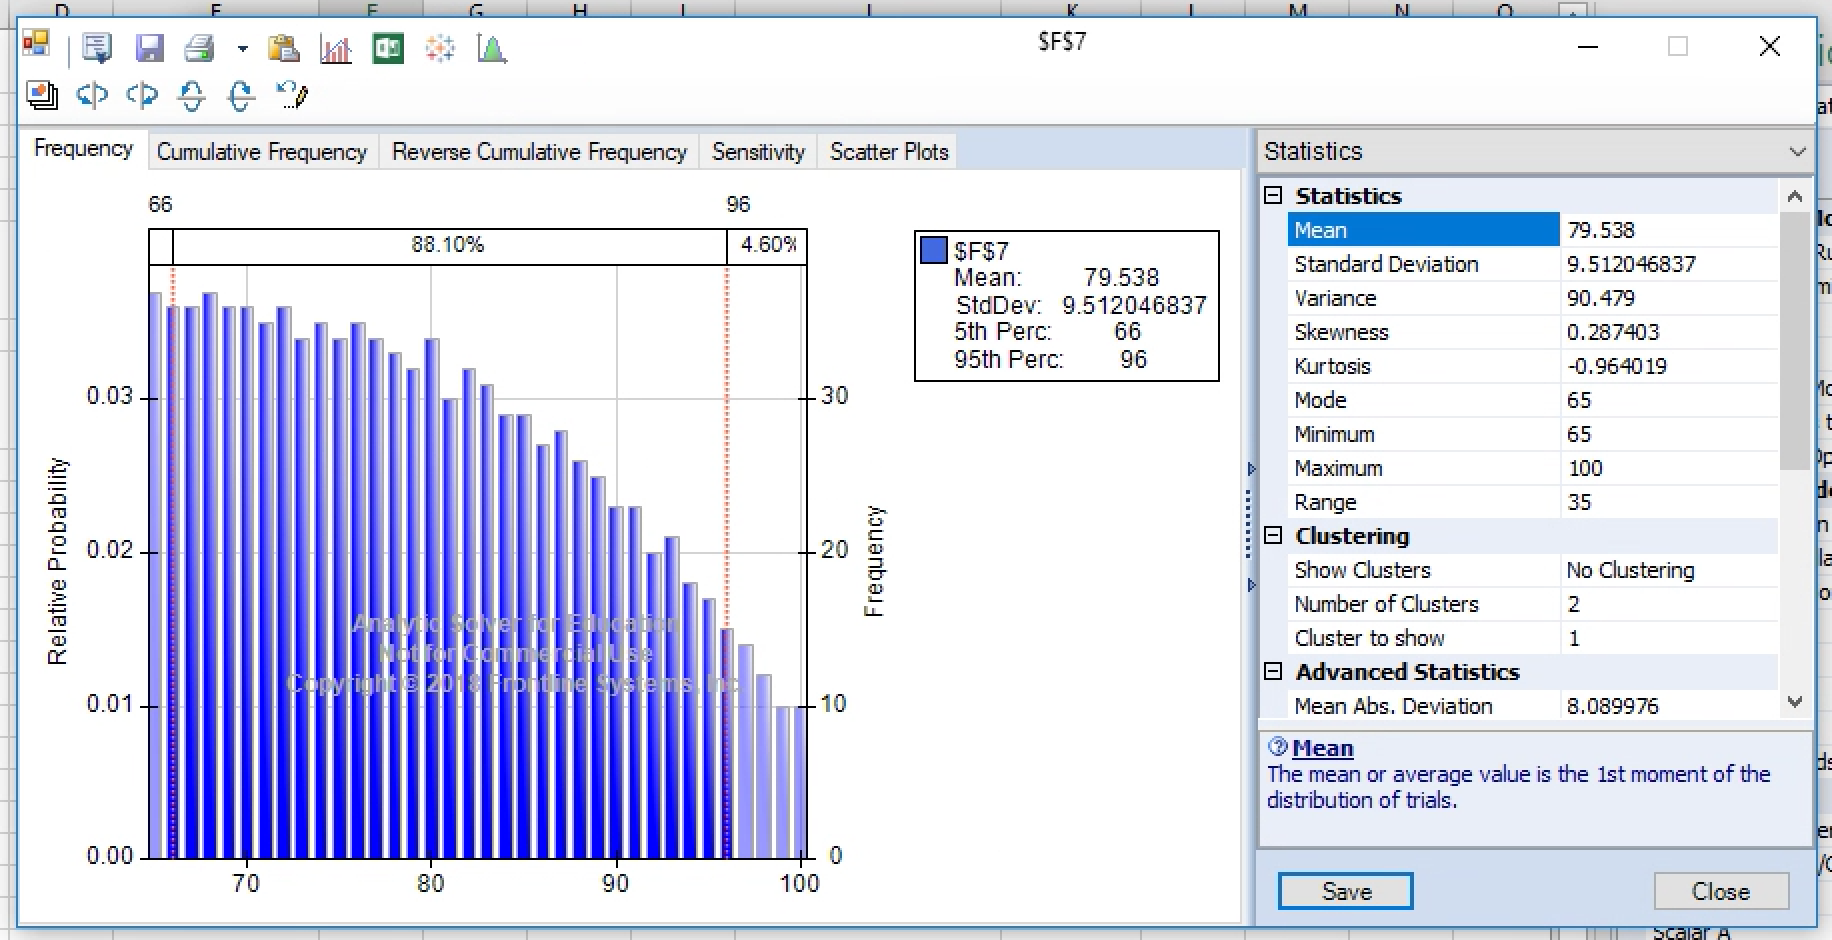 D E F G H I J K L M N O
$F$7
Frequency Cumulative Frequency Reverse Cumulative Frequency Sensitivity Scatter Plots
66 96
88.10% 4.60%
Relative Probability
0.03
0.02
0.01
0.00
70 80 90 100
30
20
10
0
Frequency
Analytic Solver for Education
Not for Commercial Use
Copyright © 2018 Frontline Systems, Inc
$F$7
Mean: 79.538
StdDev: 9.512046837
5th Perc: 66
95th Perc: 96
Statistics
Statistics
Mean 79.538
Standard Deviation 9.512046837
Variance 90.479
Skewness 0.287403
Kurtosis -0.964019
Mode 65
Minimum 65
Maximum 100
Range 35
Clustering
Show Clusters No Clustering
Number of Clusters 2
Cluster to show 1
Advanced Statistics
Mean Abs. Deviation 8.089976
Mean
The mean or average value is the 1st moment of the
distribution of trials.
Save Close
Scalar A